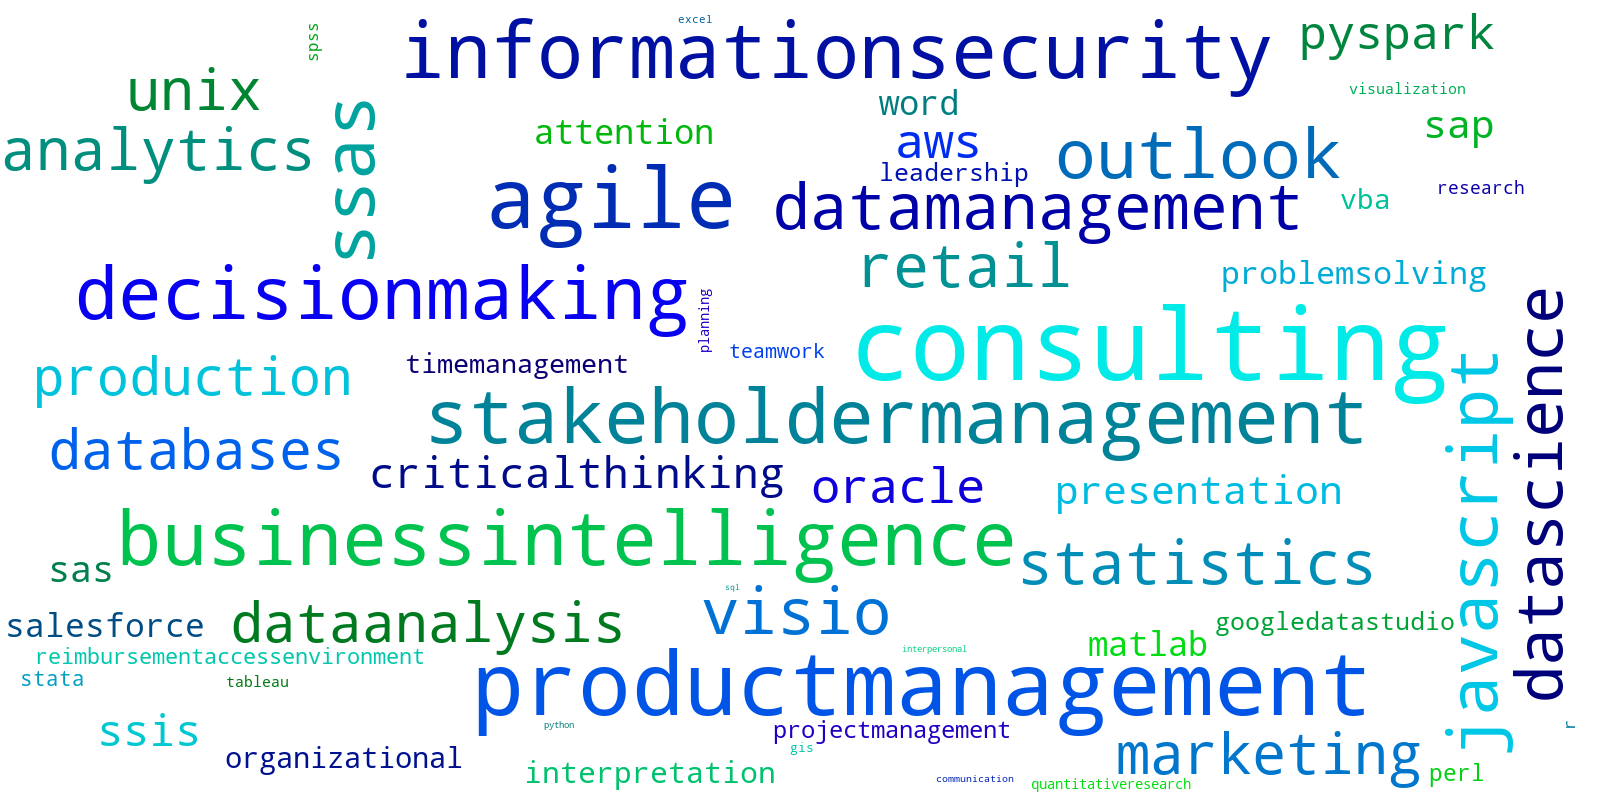 excel
informationsecurity
pyspark
spss
unix
visualization
word
ssas
attention
aws
sap
analytics
outlook
leadership
agile
datamanagement
vba
research
retail
problemsolving
decisionmaking
planning
consulting
datascience
teamwork
timemanagement
production
javascript
stakeholdermanagement
databases
criticalthinking
oracle
presentation
businessintelligence
statistics
sas
sql
visio
salesforce
dataanalysis
googledatastudio
matlab
interpersonal
reimbursementaccessenvironment
stata
tableau
productmanagement
python
r
ssis
projectmanagement
gis
organizational
marketing
interpretation
communication
quantitativeresearch
perl